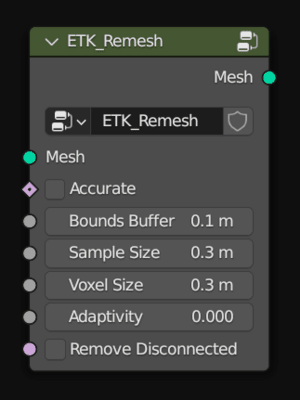 ETK_Remesh
Mesh
ETK_Remesh
Mesh
Accurate
Bounds Buffer 0.1 m
Sample Size 0.3 m
Voxel Size 0.3 m
Adaptivity 0.000
Remove Disconnected